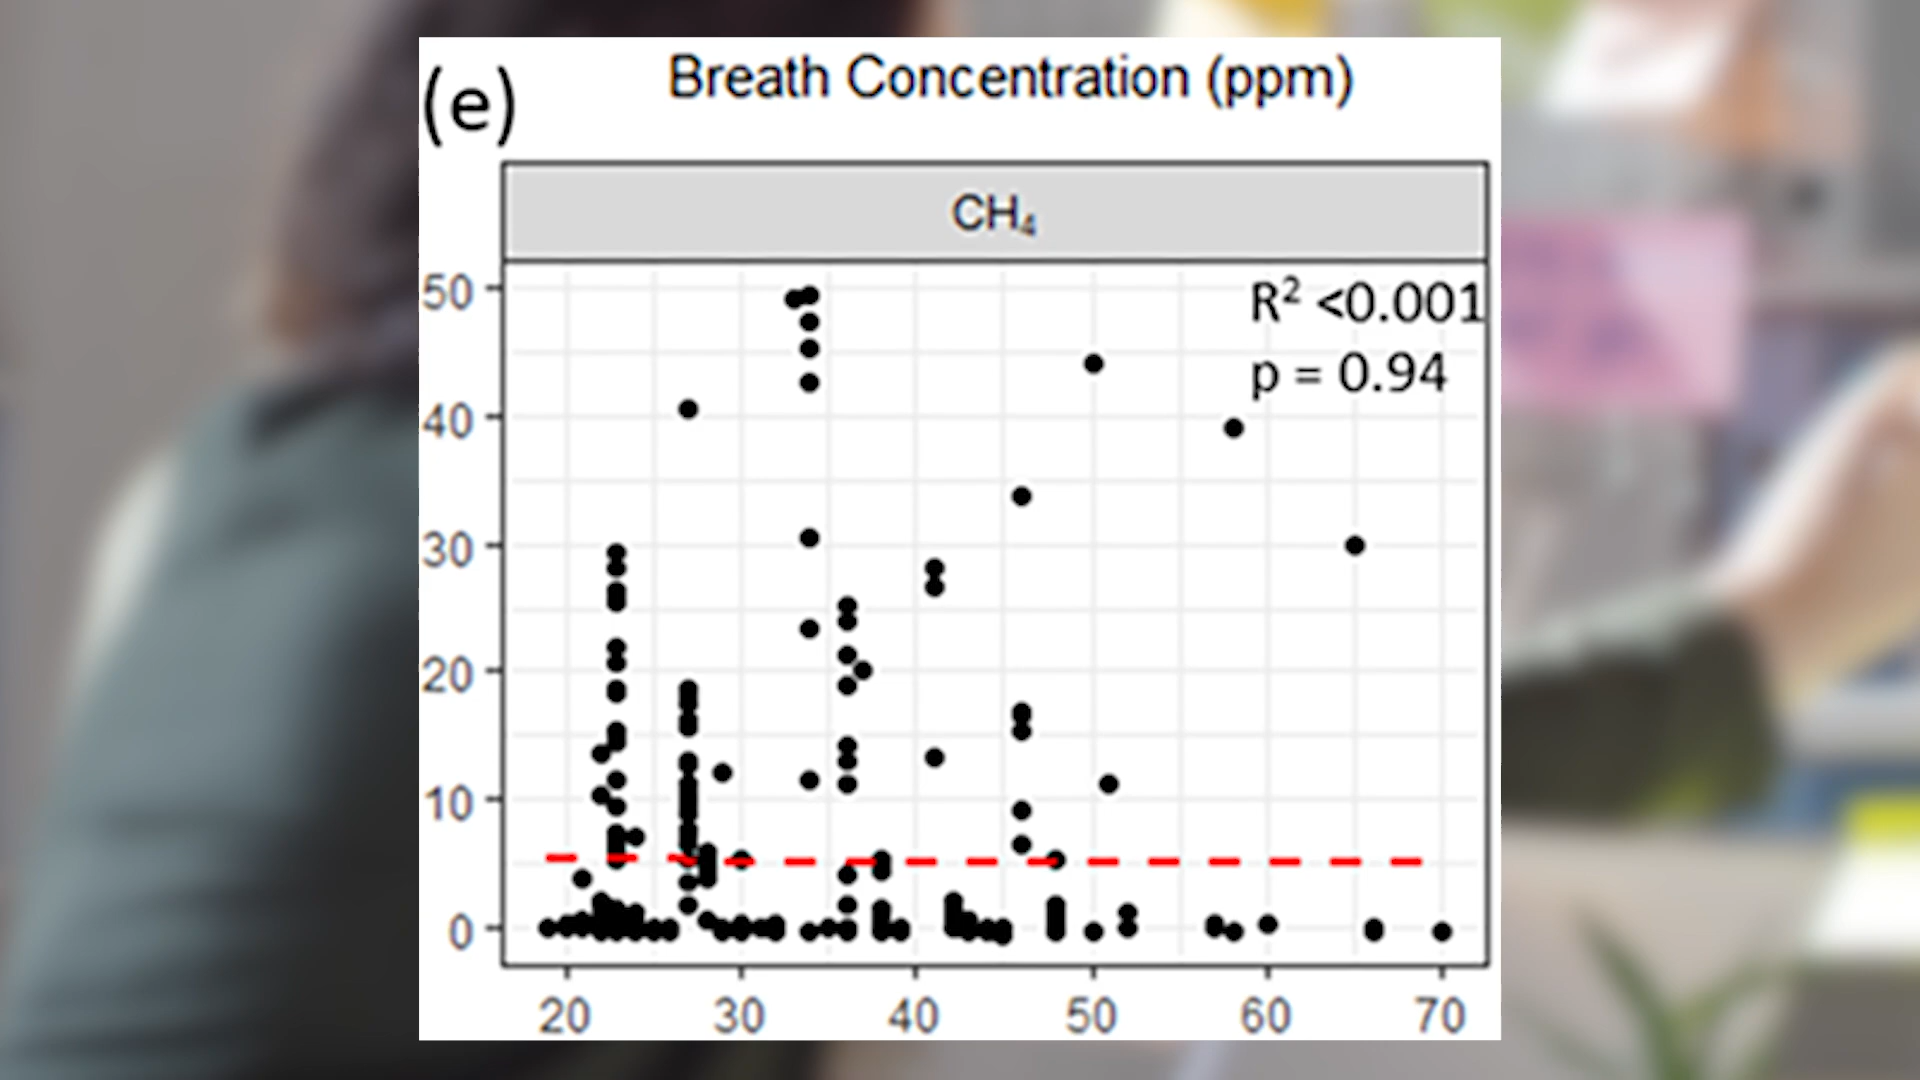 (e)
Breath Concentration (ppm)
CH₄
R² <0.001
p = 0.94
50
40
30
20
10
0
20 30 40 50 60 70